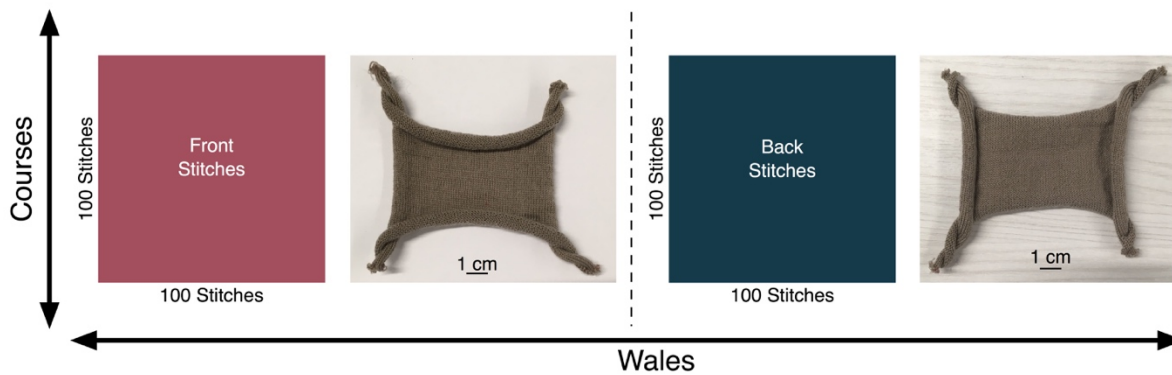 Courses
100 Stitches
Front
Stitches
100 Stitches
1 cm
100 Stitches
Back
Stitches
100 Stitches
1 cm
Wales